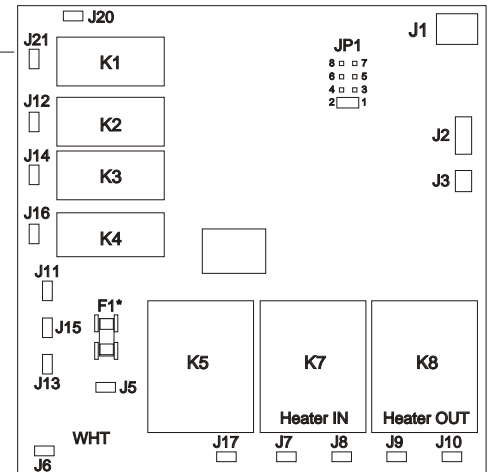 J20
J21
K1
J1
JP1
8 7
6 5
4 3
2 1
J12
K2
J2
J14
K3
J3
J16
K4
J11
F1*
J15
K5
K7
K8
J13
J5
Heater IN
Heater OUT
WHT
J17
J7
J8
J9
J10
J6